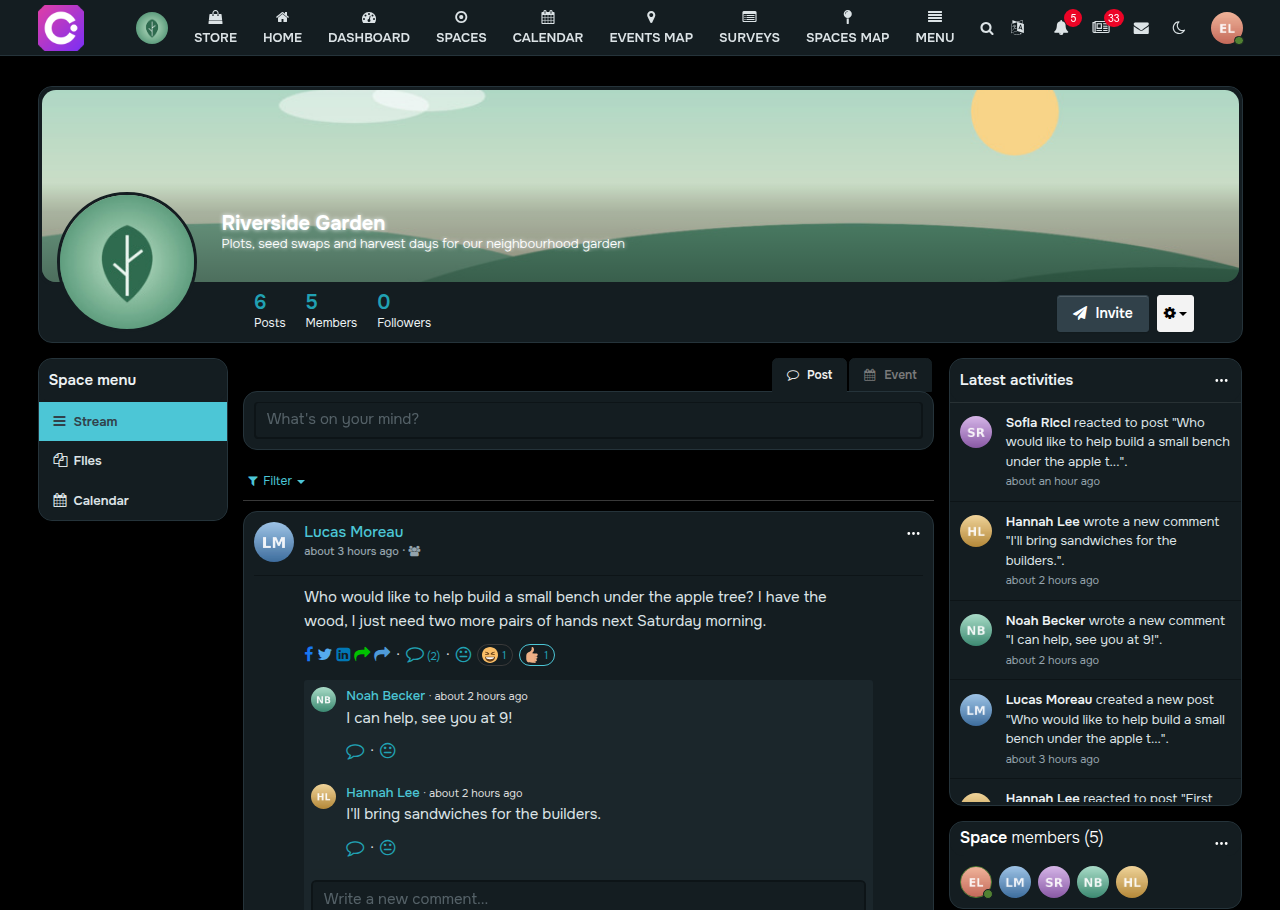 STORE
HOME
DASHBOARD
SPACES
CALENDAR
EVENTS MAP
SURVEYS
SPACES MAP
MENU
5
33
EL
Riverside Garden
Plots, seed swaps and harvest days for our neighbourhood garden
6
Posts
5
Members
0
Followers
Invite
Space menu
Stream
Files
Calendar
Post
Event
What's on your mind?
Filter
LM
Lucas Moreau
about 3 hours ago ·
Who would like to help build a small bench under the apple tree? I have the
wood, I just need two more pairs of hands next Saturday morning.
· (2) · 1 1
NB
Noah Becker · about 2 hours ago
I can help, see you at 9!
·
HL
Hannah Lee · about 2 hours ago
I'll bring sandwiches for the builders.
·
Write a new comment...
Latest activities
SR
Sofia Ricci reacted to post "Who
would like to help build a small bench
under the apple t...".
about an hour ago
HL
Hannah Lee wrote a new comment
"I'll bring sandwiches for the
builders.".
about 2 hours ago
NB
Noah Becker wrote a new comment
"I can help, see you at 9!".
about 2 hours ago
LM
Lucas Moreau created a new post
"Who would like to help build a small
bench under the apple t...".
about 3 hours ago
Hannah Lee reacted to post "First
Space members (5)
EL
LM
SR
NB
HL